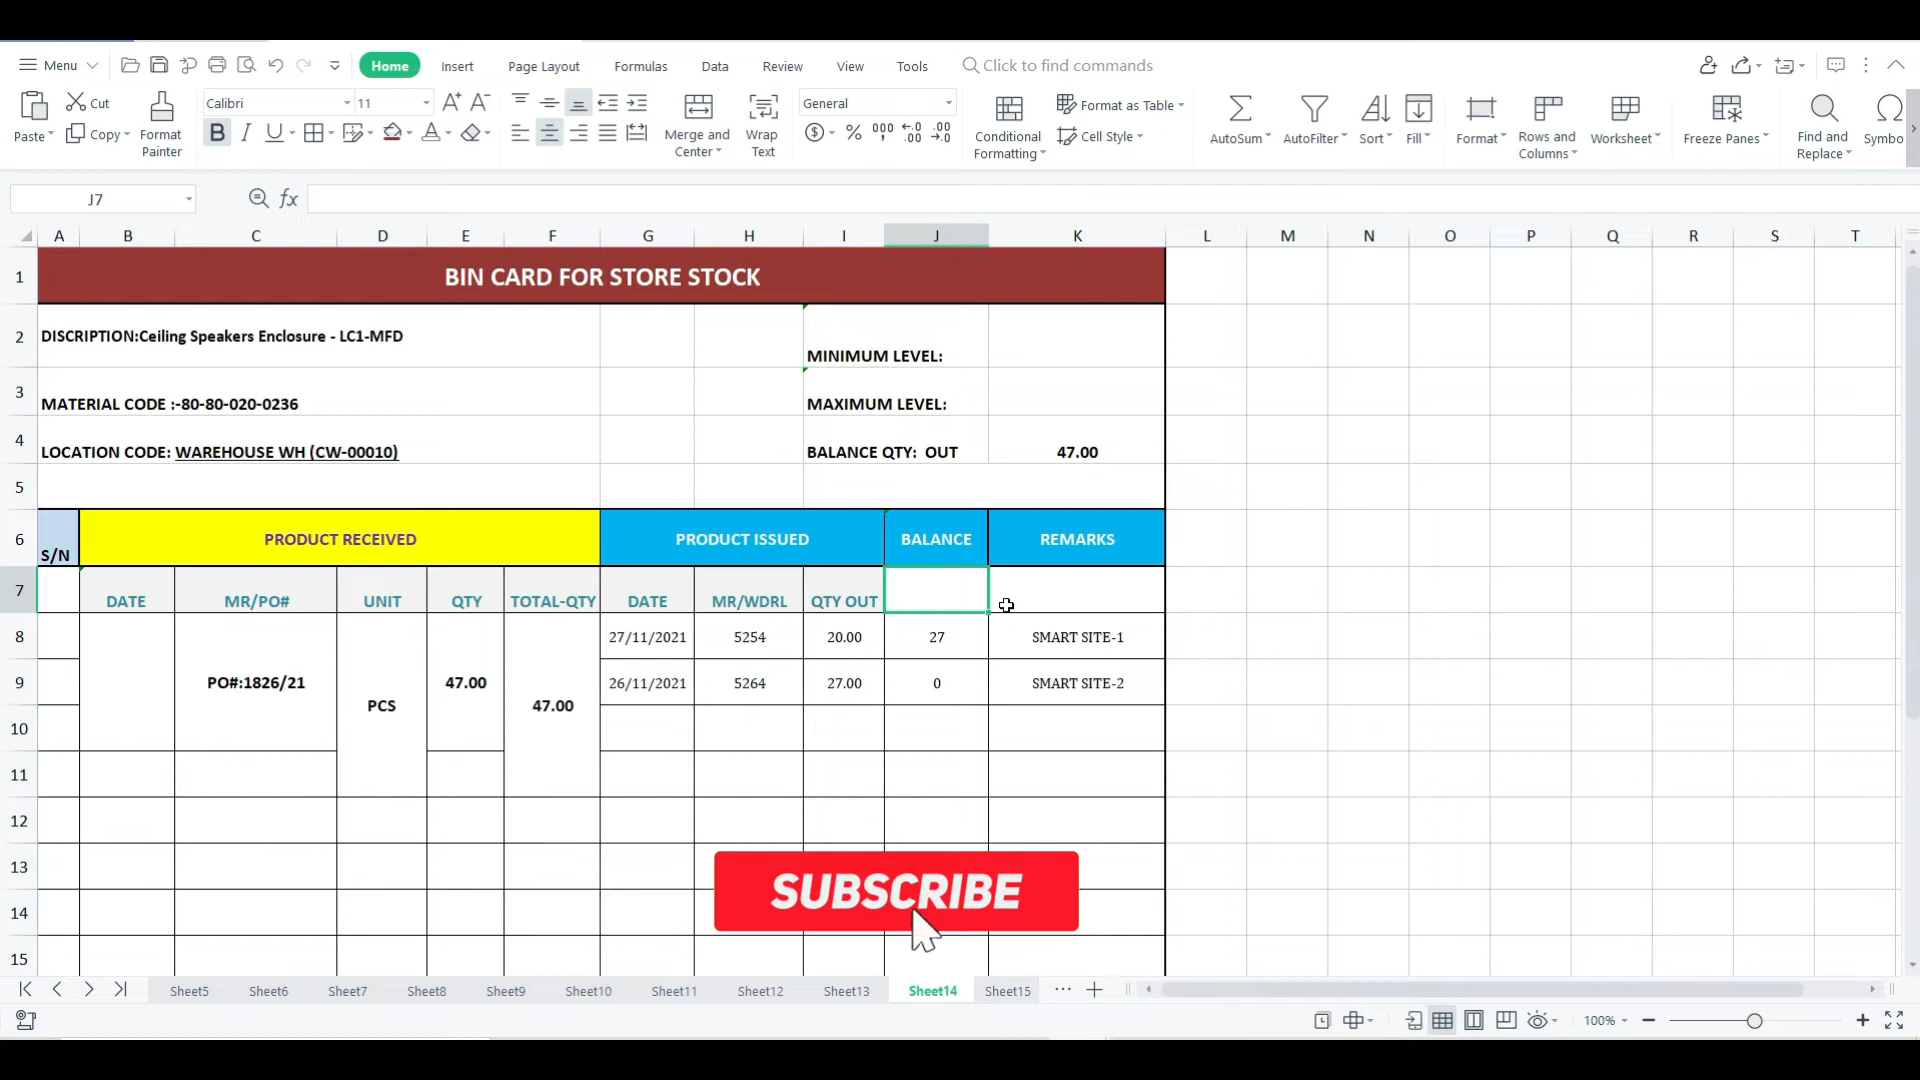 Menu Home Insert Page Layout Formulas Data Review View Tools Click to find commands
Cut Calibri 11 General Format as Table
Paste Copy Format Painter B I U A Merge and Center Wrap Text $ % 000 ←.0 .00 .00 →.0 Conditional Formatting Cell Style AutoSum AutoFilter Sort Fill Format Rows and Columns Worksheet Freeze Panes Find and Replace Symbo
J7 fx
A B C D E F G H I J K L M N O P Q R S T
1 BIN CARD FOR STORE STOCK
2 DISCRIPTION:Ceiling Speakers Enclosure - LC1-MFD MINIMUM LEVEL:
3 MATERIAL CODE :-80-80-020-0236 MAXIMUM LEVEL:
4 LOCATION CODE: WAREHOUSE WH (CW-00010) BALANCE QTY: OUT 47.00
5
6 S/N PRODUCT RECEIVED PRODUCT ISSUED BALANCE REMARKS
7 DATE MR/PO# UNIT QTY TOTAL-QTY DATE MR/WDRL QTY OUT
8 27/11/2021 5254 20.00 27 SMART SITE-1
9 PO#:1826/21 PCS 47.00 47.00 26/11/2021 5264 27.00 0 SMART SITE-2
10
11
12
13
14 SUBSCRIBE
15
Sheet5 Sheet6 Sheet7 Sheet8 Sheet9 Sheet10 Sheet11 Sheet12 Sheet13 Sheet14 Sheet15 ···
100%